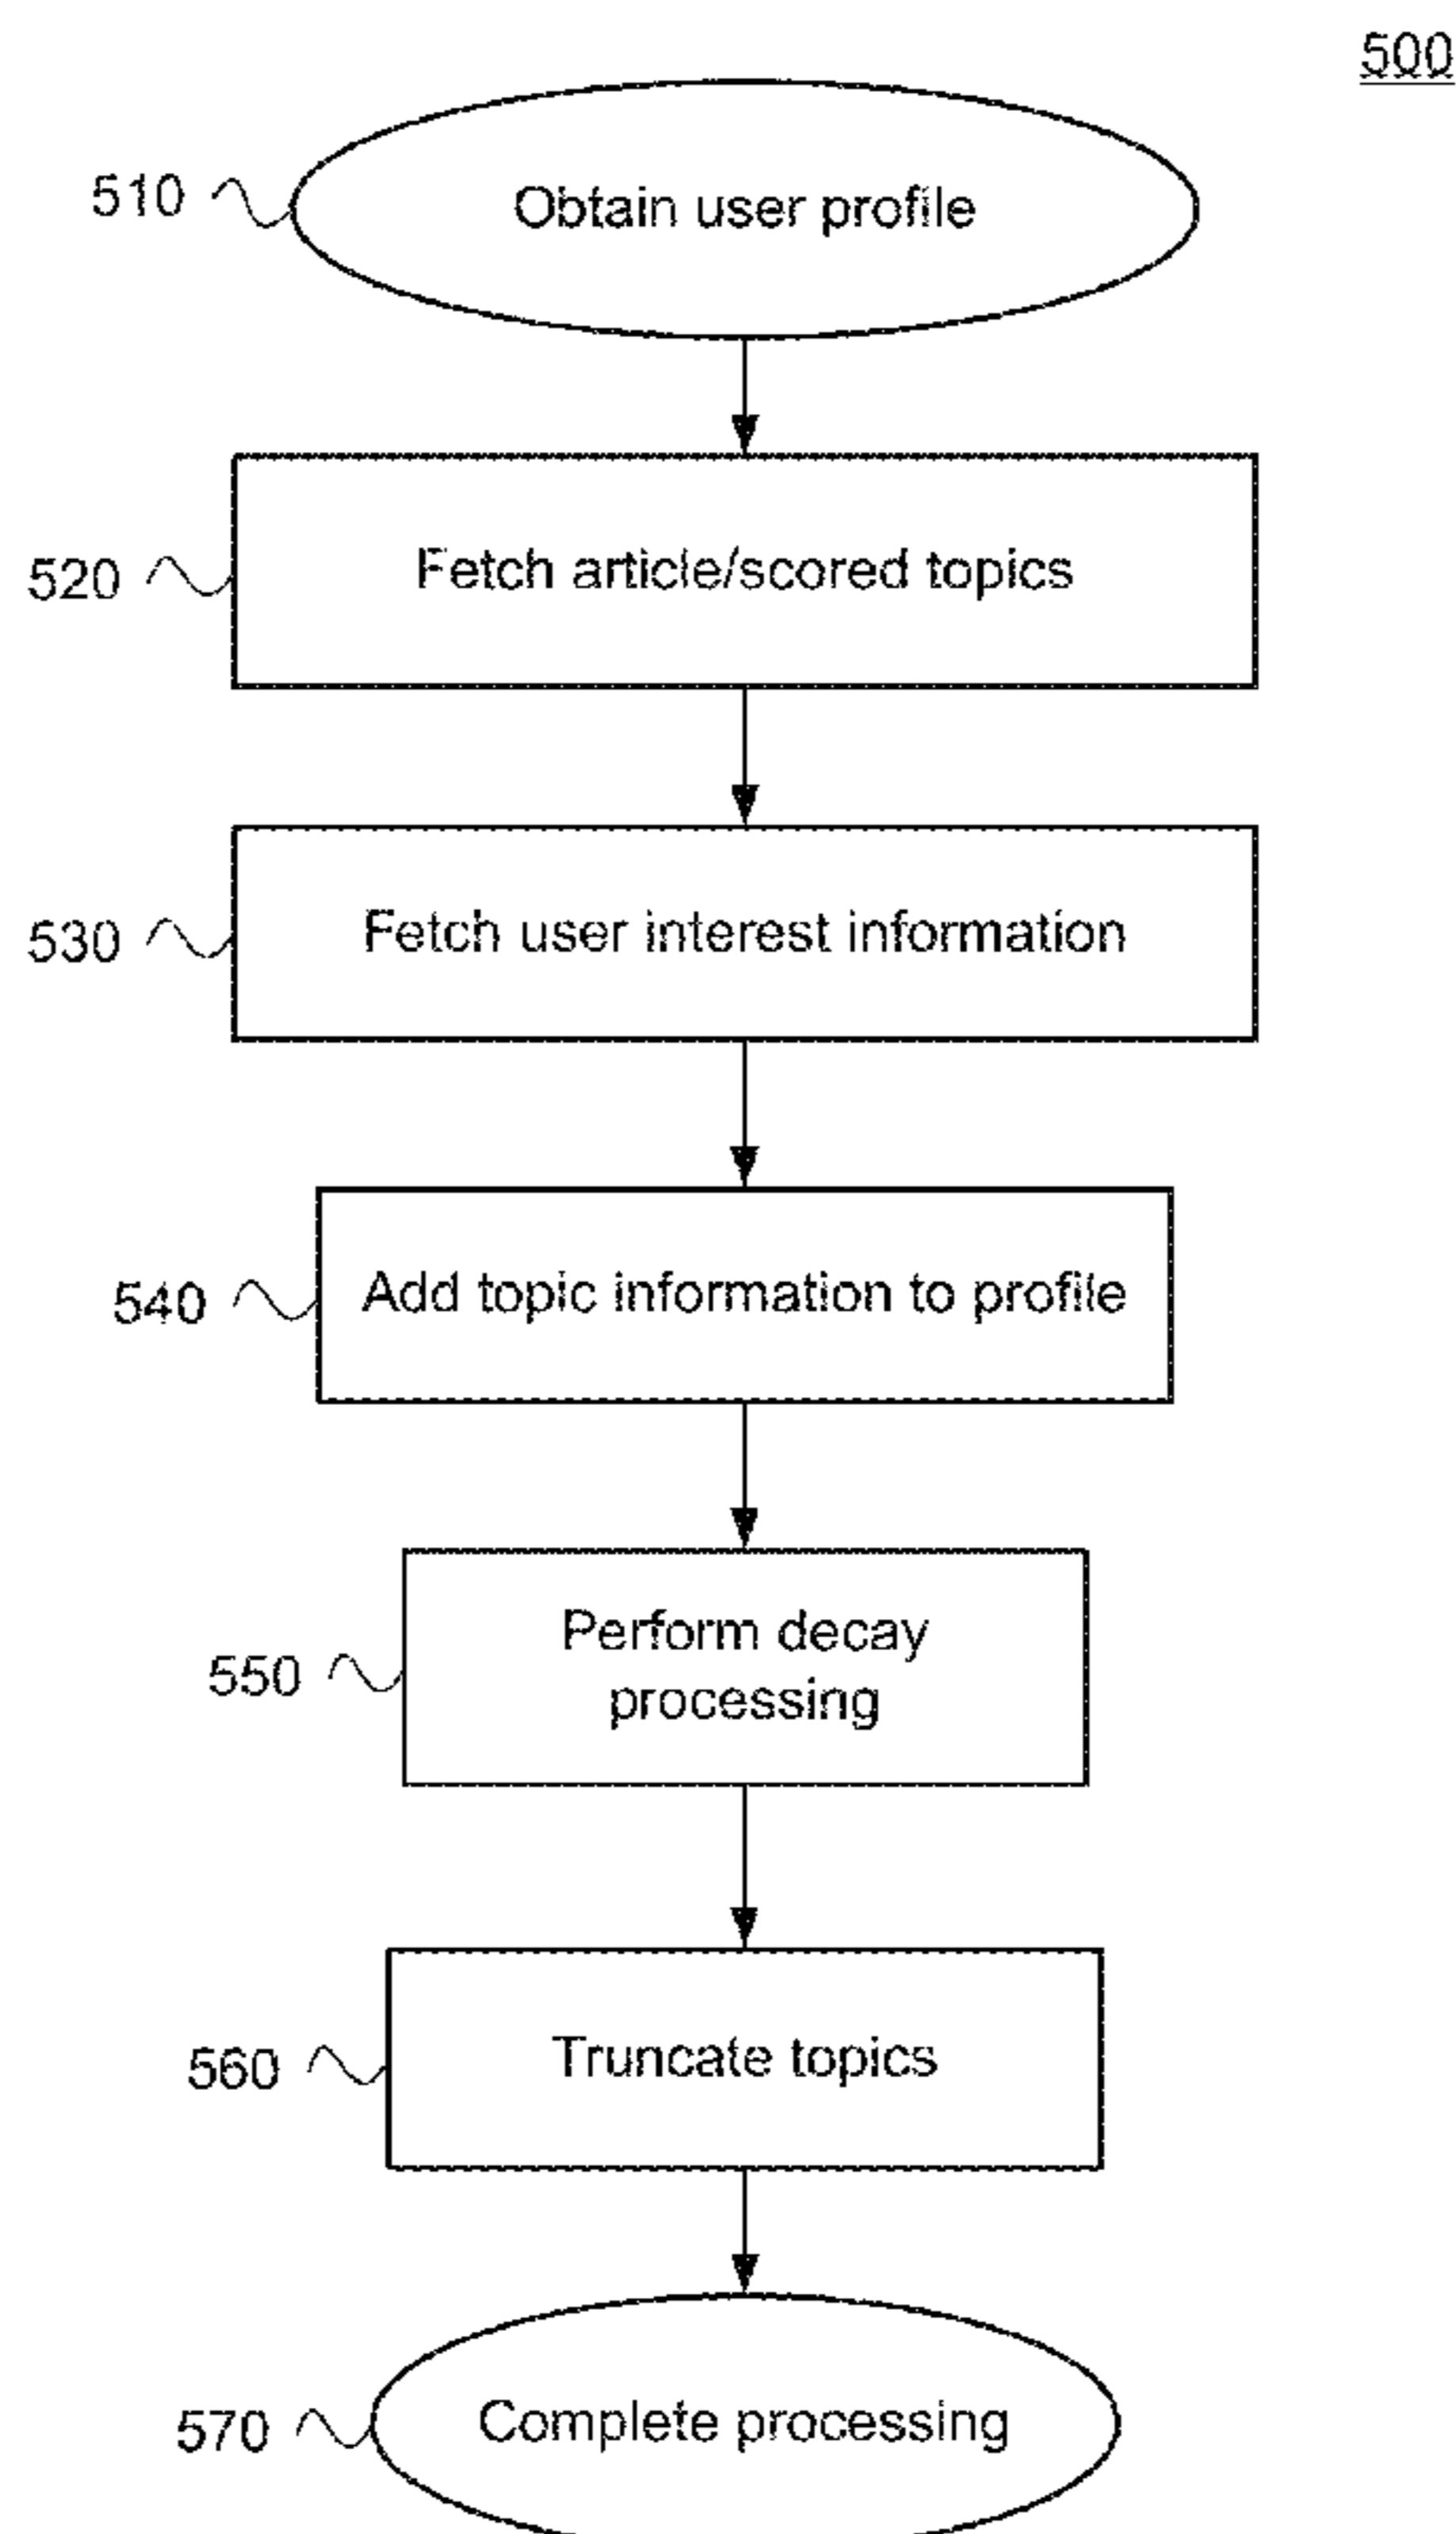 500
510
Obtain user profile
520
Fetch article/scored topics
530
Fetch user interest information
540
Add topic information to profile
550
Perform decay
processing
560
Truncate topics
570
Complete processing